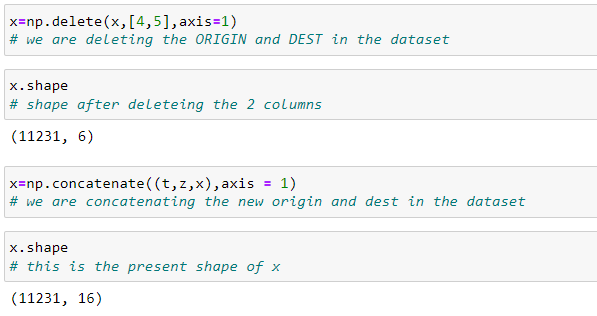 x=np.delete(x,[4,5],axis=1)
# we are deleting the ORIGIN and DEST in the dataset
x.shape
# shape after deleteing the 2 columns
(11231, 6)
x=np.concatenate((t,z,x),axis = 1)
# we are concatenating the new origin and dest in the dataset
x.shape
# this is the present shape of x
(11231, 16)